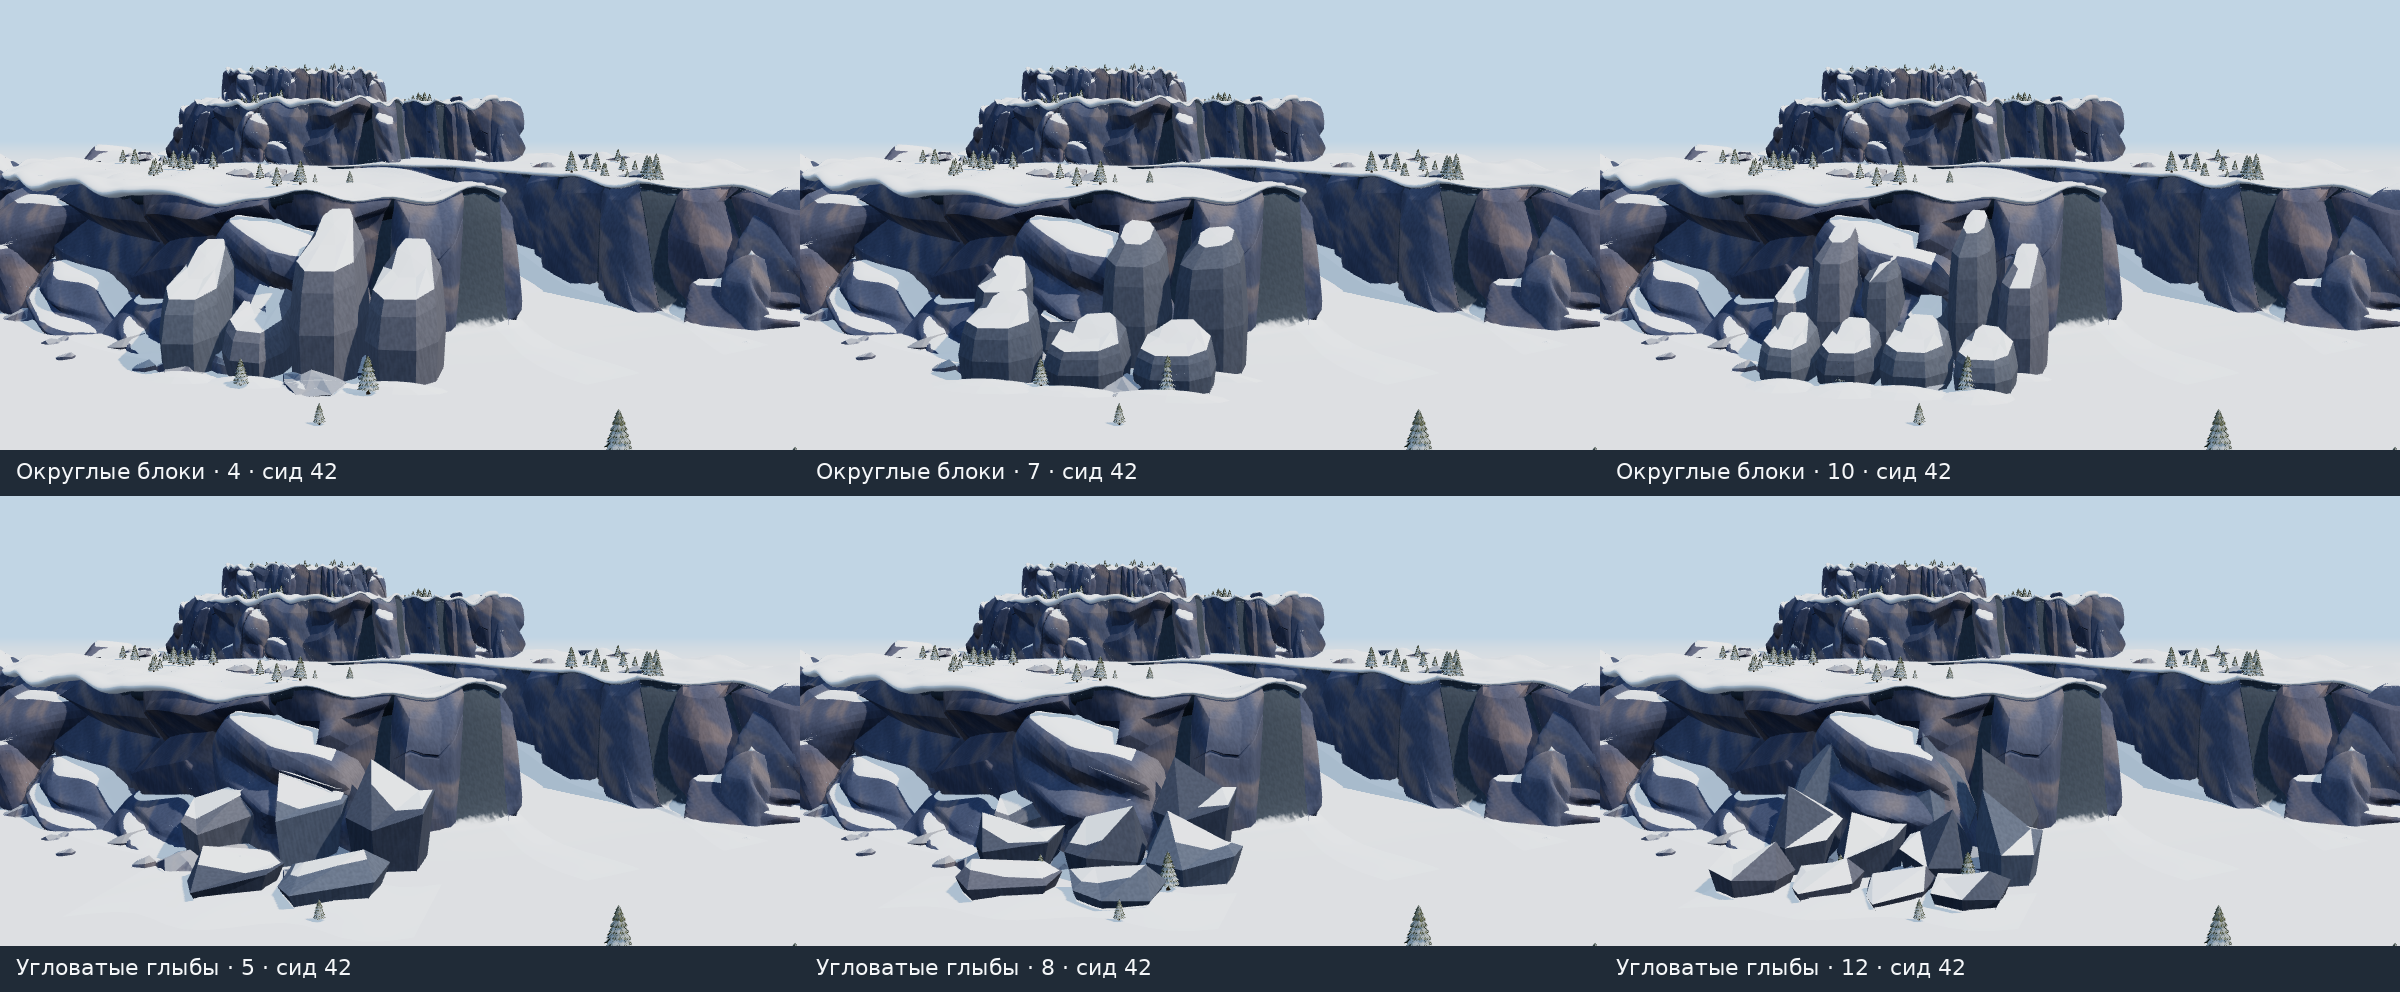 Округлые блоки · 4 · сид 42
Округлые блоки · 7 · сид 42
Округлые блоки · 10 · сид 42
Угловатые глыбы · 5 · сид 42
Угловатые глыбы · 8 · сид 42
Угловатые глыбы · 12 · сид 42